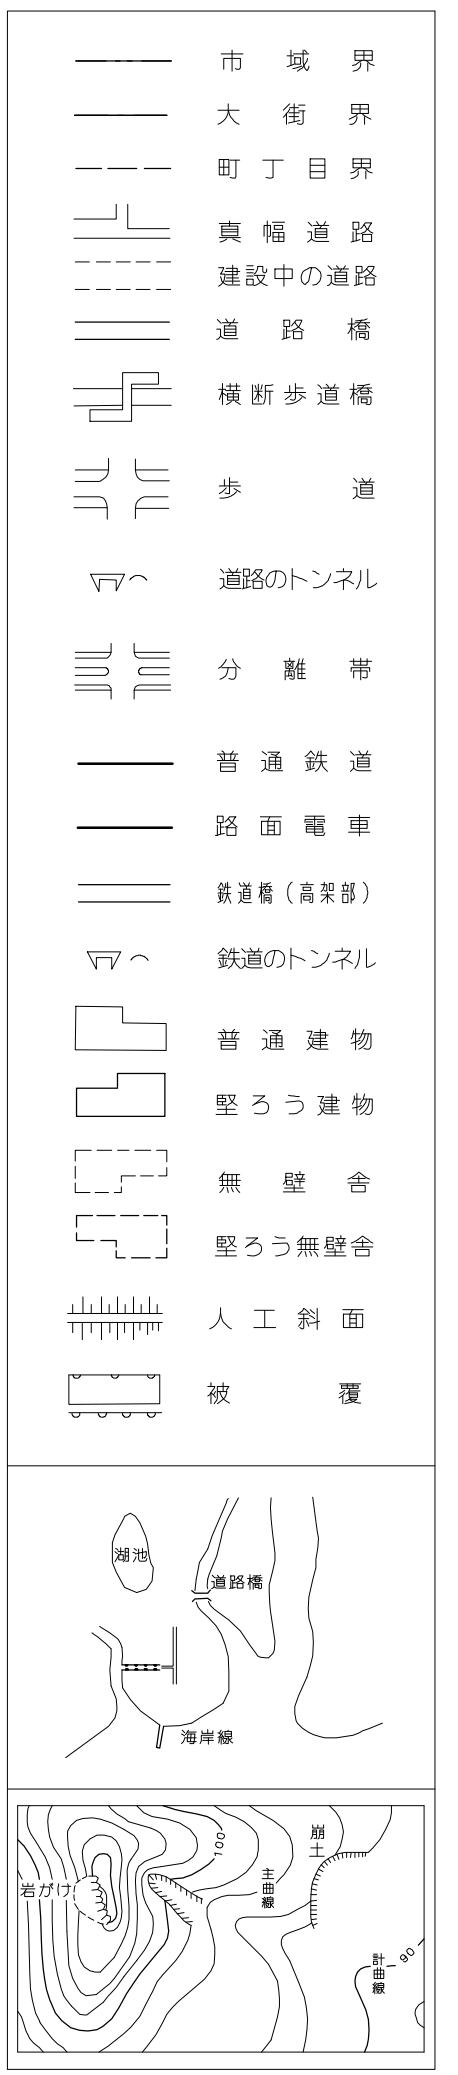 市域界
大街界
町丁目界
真幅道路
建設中の道路
道路橋
横断歩道橋
歩道
道路のトンネル
分離帯
普通鉄道
路面電車
鉄道橋（高架部）
鉄道のトンネル
普通建物
堅ろう建物
無壁舎
堅ろう無壁舎
人工斜面
被覆
湖池
道路橋
海岸線
100
崩土
主曲線
岩がけ
計曲線
90